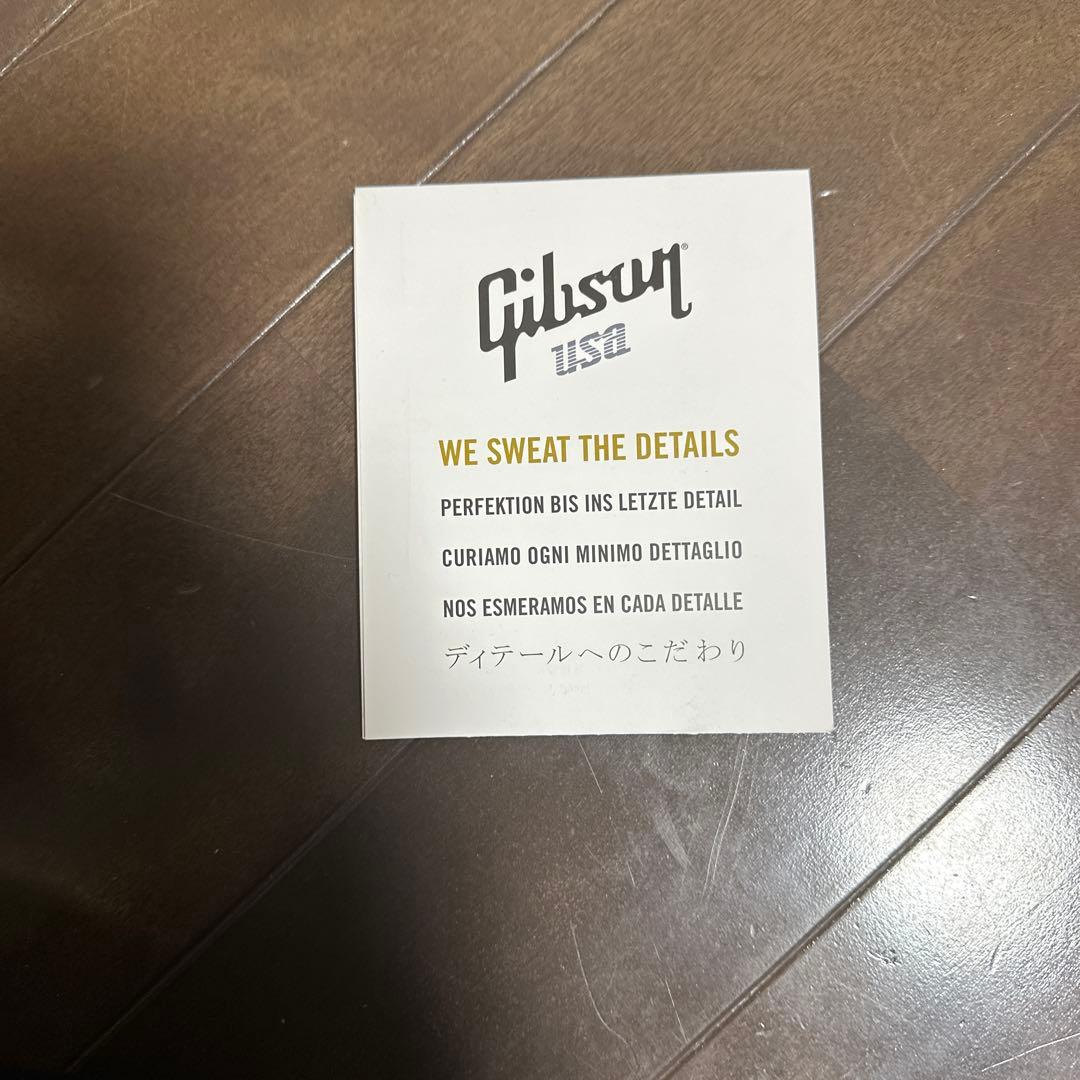 Gibson®
usa
WE SWEAT THE DETAILS
PERFEKTION BIS INS LETZTE DETAIL
CURIAMO OGNI MINIMO DETTAGLIO
NOS ESMERAMOS EN CADA DETALLE
ディテールへのこだわり